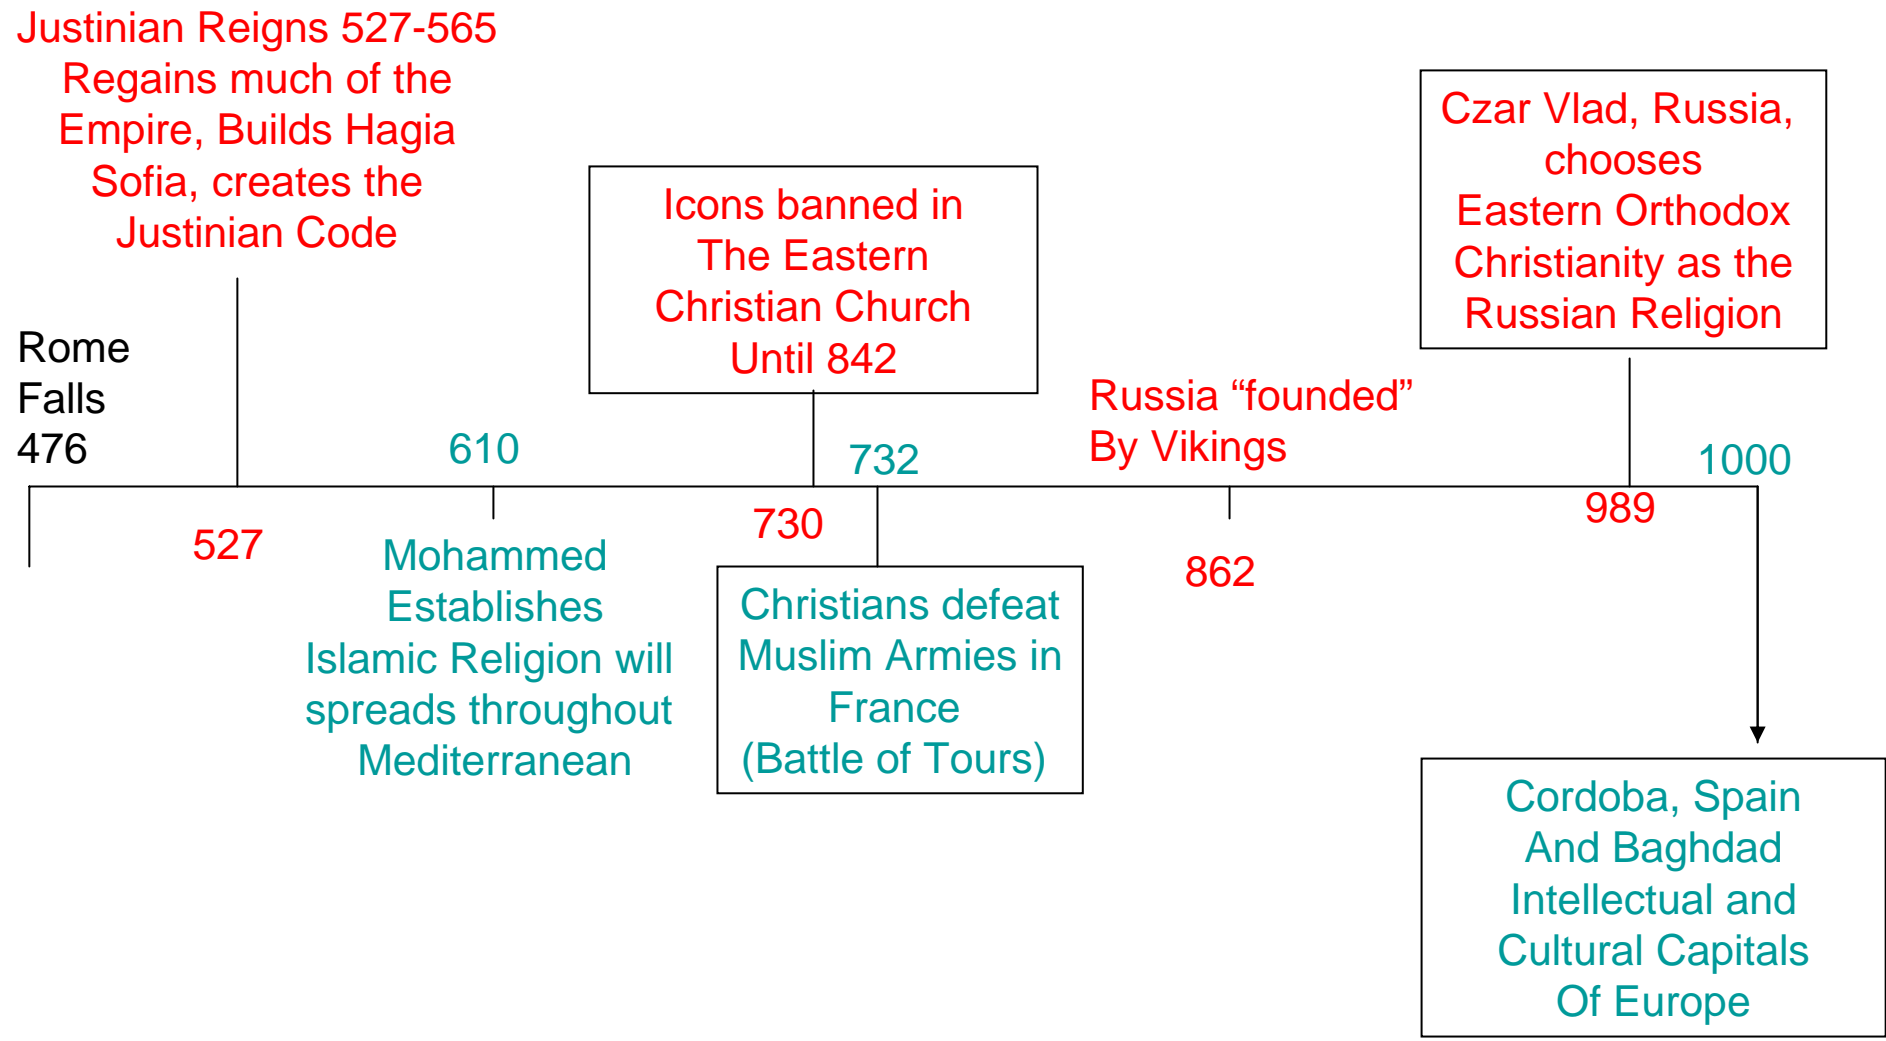 Justinian Reigns 527-565
Regains much of the
Empire, Builds Hagia
Sofia, creates the
Justinian Code
Rome
Falls
476
527
610
Mohammed
Establishes
Islamic Religion will
spreads throughout
Mediterranean
Icons banned in
The Eastern
Christian Church
Until 842
730
732
Christians defeat
Muslim Armies in
France
(Battle of Tours)
Russia “founded”
By Vikings
862
Czar Vlad, Russia,
chooses
Eastern Orthodox
Christianity as the
Russian Religion
989
1000
Cordoba, Spain
And Baghdad
Intellectual and
Cultural Capitals
Of Europe